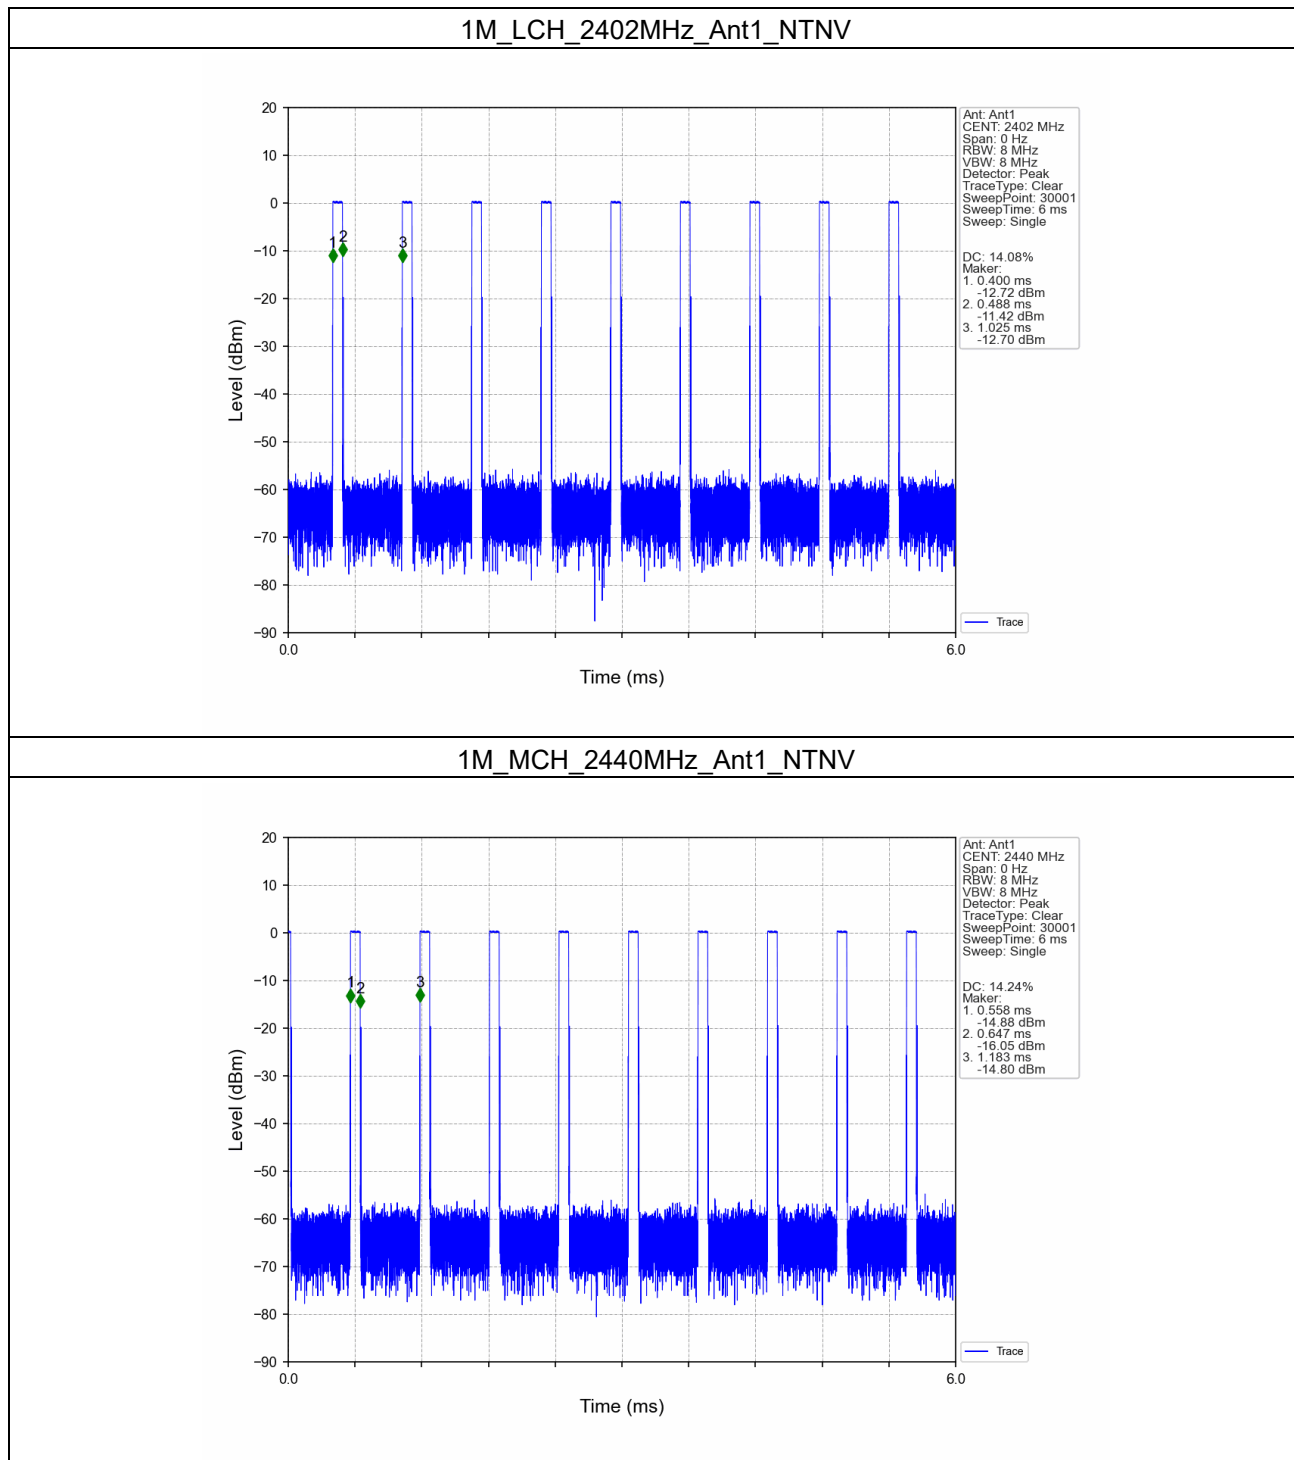 1M_LCH_2402MHz_Ant1_NTNV
20
10
0
−10
−20
−30
−40
−50
−60
−70
−80
−90
Level (dBm)
1
2
3
0.0
6.0
Time (ms)
Ant: Ant1
CENT: 2402 MHz
Span: 0 Hz
RBW: 8 MHz
VBW: 8 MHz
Detector: Peak
TraceType: Clear
SweepPoint: 30001
SweepTime: 6 ms
Sweep: Single
DC: 14.08%
Maker:
1. 0.400 ms
-12.72 dBm
2. 0.488 ms
-11.42 dBm
3. 1.025 ms
-12.70 dBm
Trace
1M_MCH_2440MHz_Ant1_NTNV
20
10
0
−10
−20
−30
−40
−50
−60
−70
−80
−90
Level (dBm)
1
2
3
0.0
6.0
Time (ms)
Ant: Ant1
CENT: 2440 MHz
Span: 0 Hz
RBW: 8 MHz
VBW: 8 MHz
Detector: Peak
TraceType: Clear
SweepPoint: 30001
SweepTime: 6 ms
Sweep: Single
DC: 14.24%
Maker:
1. 0.558 ms
-14.88 dBm
2. 0.647 ms
-16.05 dBm
3. 1.183 ms
-14.80 dBm
Trace